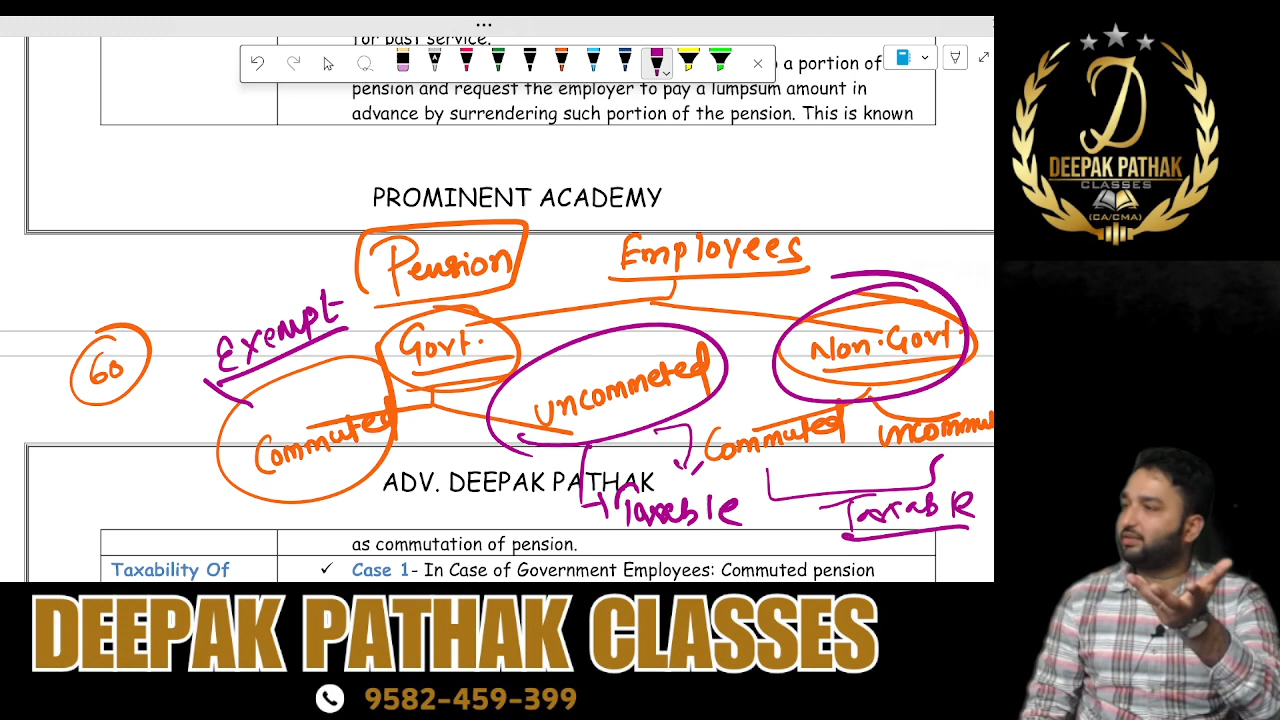 for past service.
a portion of
pension and request the employer to pay a lumpsum amount in
advance by surrendering such portion of the pension. This is known
PROMINENT ACADEMY
Pension
Employees
Exempt
60
Govt.
Non. Govt.
Uncommeted
Commuted
Commuted
uncommu
ADV. DEEPAK PATHAK
Taxable
Taxable
as commutation of pension.
Taxability Of
✓ Case 1- In Case of Government Employees: Commuted pension
D
DEEPAK PATHAK
CLASSES
(CA/CMA)
DEEPAK PATHAK CLASSES
9582-459-399